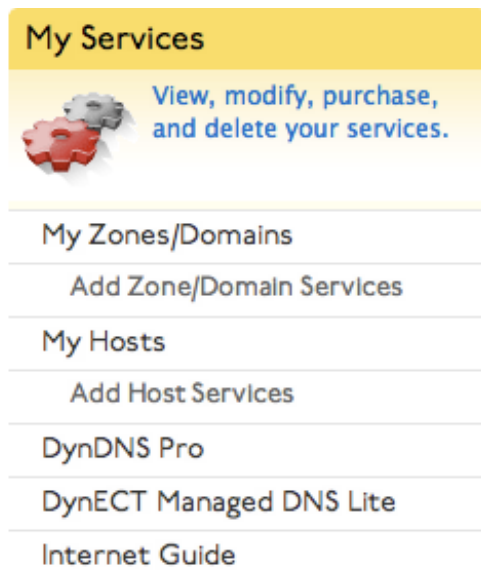 My Services
View, modify, purchase,
and delete your services.
My Zones/Domains
Add Zone/Domain Services
My Hosts
Add Host Services
DynDNS Pro
DynECT Managed DNS Lite
Internet Guide